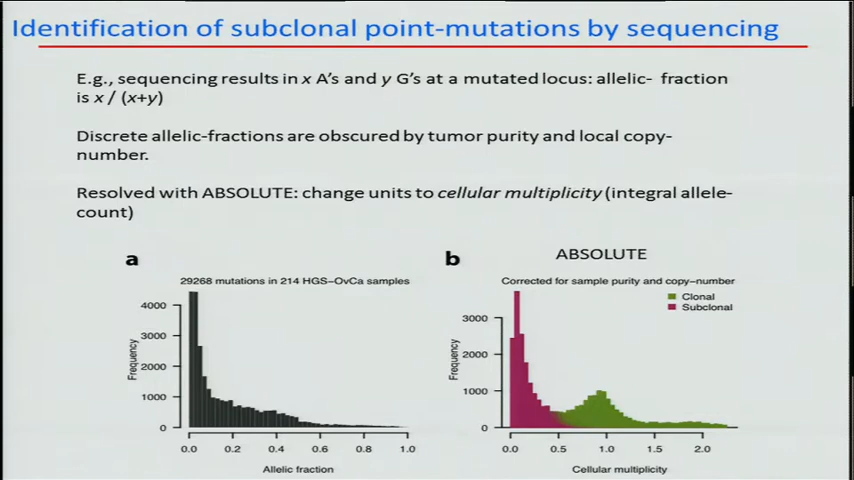 Identification of subclonal point-mutations by sequencing
E.g., sequencing results in x A's and y G's at a mutated locus: allelic- fraction
is x / (x+y)
Discrete allelic-fractions are obscured by tumor purity and local copy-
number.
Resolved with ABSOLUTE: change units to cellular multiplicity (integral allele-
count)
a
29268 mutations in 214 HGS-OvCa samples
Frequency
4000
3000
2000
1000
0
0.0 0.2 0.4 0.6 0.8 1.0
Allelic fraction
b
ABSOLUTE
Corrected for sample purity and copy-number
Clonal
Subclonal
Frequency
3000
2000
1000
0
0.0 0.5 1.0 1.5 2.0
Cellular multiplicity